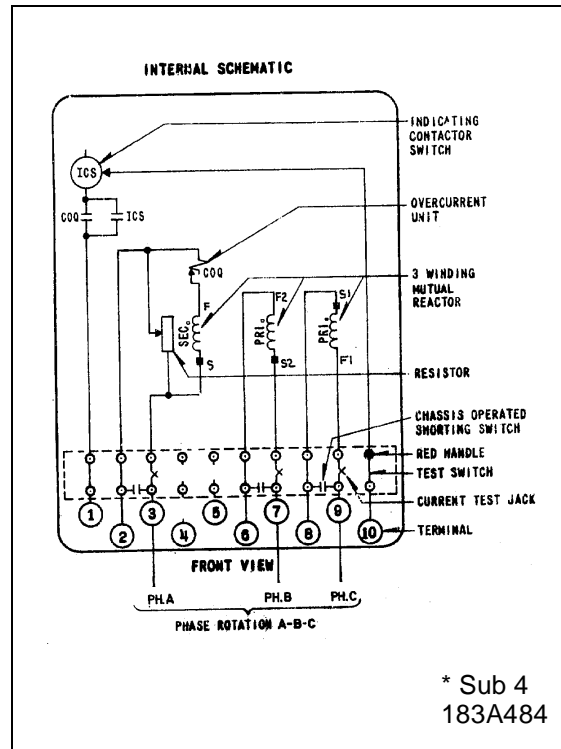 INTERNAL SCHEMATIC
INDICATING
CONTACTOR
SWITCH
ICS
COQ
ICS
OVERCURRENT
UNIT
COQ
3 WINDING
MUTUAL
REACTOR
F
F2
S1
SEC.
PRI.
PRI.
S
S2
F1
RESISTOR
CHASSIS OPERATED
SHORTING SWITCH
RED HANDLE
TEST SWITCH
CURRENT TEST JACK
1
2
3
4
5
6
7
8
9
10
TERMINAL
FRONT VIEW
PH.A
PH.B
PH.C
PHASE ROTATION A-B-C
* Sub 4
183A484